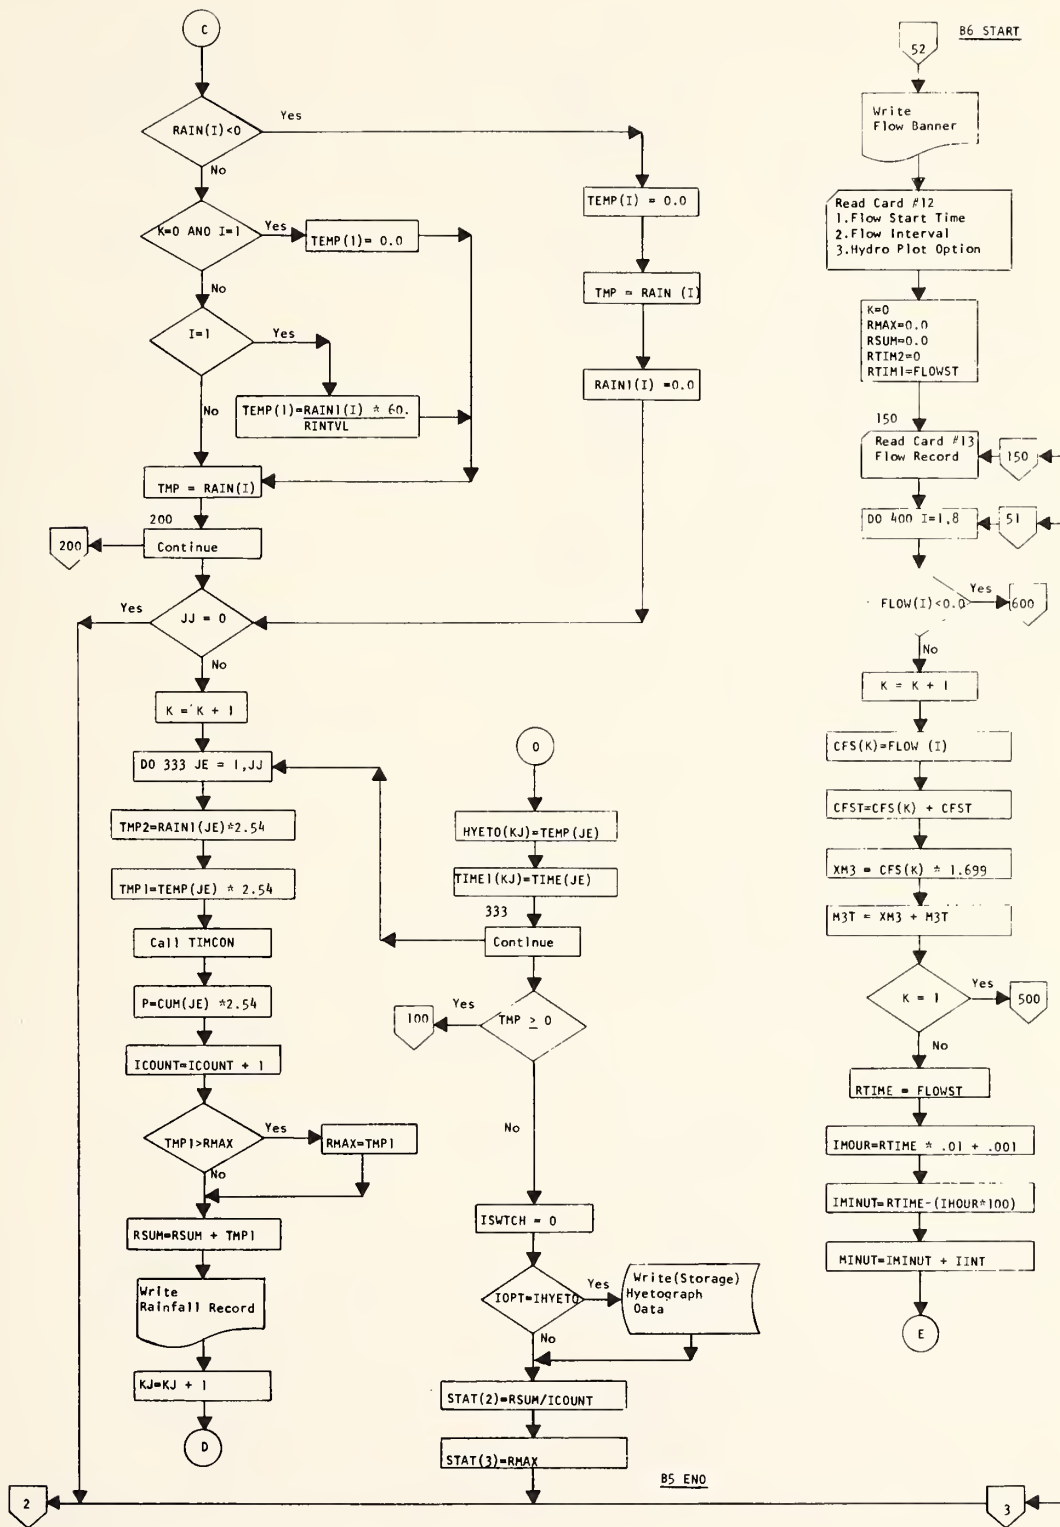 C
RAIN(I)<0
Yes
No
K=0 AND I=1
Yes
TEMP(1)= 0.0
No
I=1
Yes
No
TEMP(1)=RAIN1(I) * 60.
RINTVL
TMP = RAIN(I)
200
200
Continue
TEMP(I) = 0.0
TMP = RAIN (I)
RAIN1(I) =0.0
Yes
JJ = 0
No
K = K + 1
DO 333 JE = 1,JJ
TMP2=RAIN1(JE)*2.54
TMP1=TEMP(JE) * 2.54
Call TIMCON
P=CUM(JE) *2.54
ICOUNT=ICOUNT + 1
TMP1>RMAX
Yes
RMAX=TMP1
No
RSUM=RSUM + TMP1
Write
Rainfall Record
KJ=KJ + 1
D
D
HYETO(KJ)=TEMP(JE)
TIME1(KJ)=TIME(JE)
333
Continue
100
Yes
TMP ≥ 0
No
ISWTCH = 0
IOPT=IHYETO
Yes
Write(Storage)
Hyetograph
Data
No
STAT(2)=RSUM/ICOUNT
STAT(3)=RMAX
B5 END
2
3
B6 START
52
Write
Flow Banner
Read Card #12
1.Flow Start Time
2.Flow Interval
3.Hydro Plot Option
K=0
RMAX=0.0
RSUM=0.0
RTIM2=0
RTIM1=FLOWST
150
Read Card #13
Flow Record
150
DO 400 I=1,8
51
FLOW(I)<0.0
Yes
600
No
K = K + 1
CFS(K)=FLOW (I)
CFST=CFS(K) + CFST
XM3 = CFS(K) * 1.699
M3T = XM3 + M3T
K = 1
Yes
500
No
RTIME = FLOWST
IMOUR=RTIME * .01 + .001
IMINUT=RTIME-(IHOUR*100)
MINUT=IMINUT + IINT
E